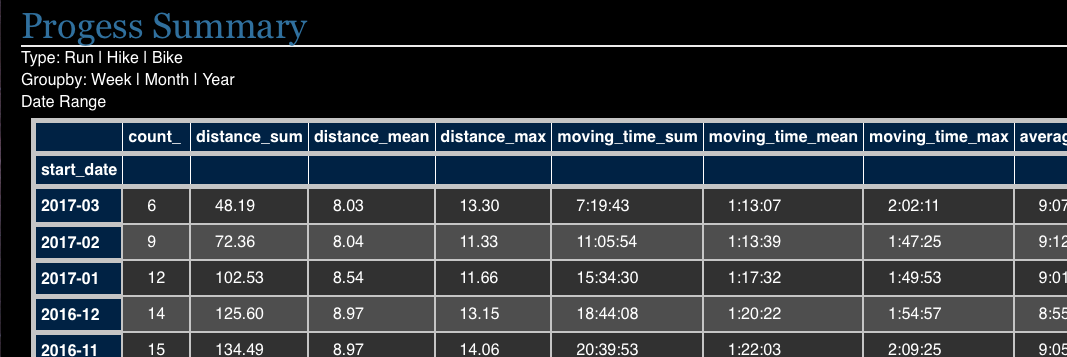 Progess Summary
Type: Run | Hike | Bike
Groupby: Week | Month | Year
Date Range
count_ distance_sum distance_mean distance_max moving_time_sum moving_time_mean moving_time_max averag
start_date
2017-03 6 48.19 8.03 13.30 7:19:43 1:13:07 2:02:11 9:07
2017-02 9 72.36 8.04 11.33 11:05:54 1:13:39 1:47:25 9:12
2017-01 12 102.53 8.54 11.66 15:34:30 1:17:32 1:49:53 9:01
2016-12 14 125.60 8.97 13.15 18:44:08 1:20:22 1:54:57 8:55
2016-11 15 134.49 8.97 14.06 20:39:53 1:22:03 2:09:25 9:05